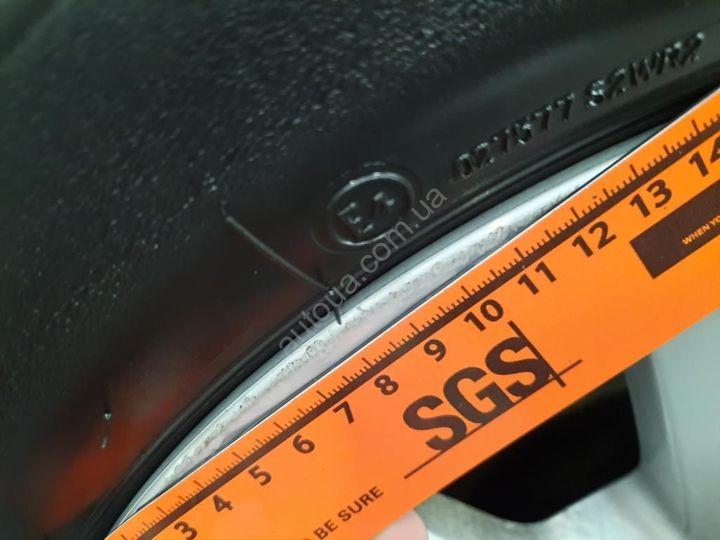 027577 S2WR2
E4
autoua.com.ua
3 4 5 6 7 8 9 10 11 12 13 14
SGS
WHEN YO
BE SURE